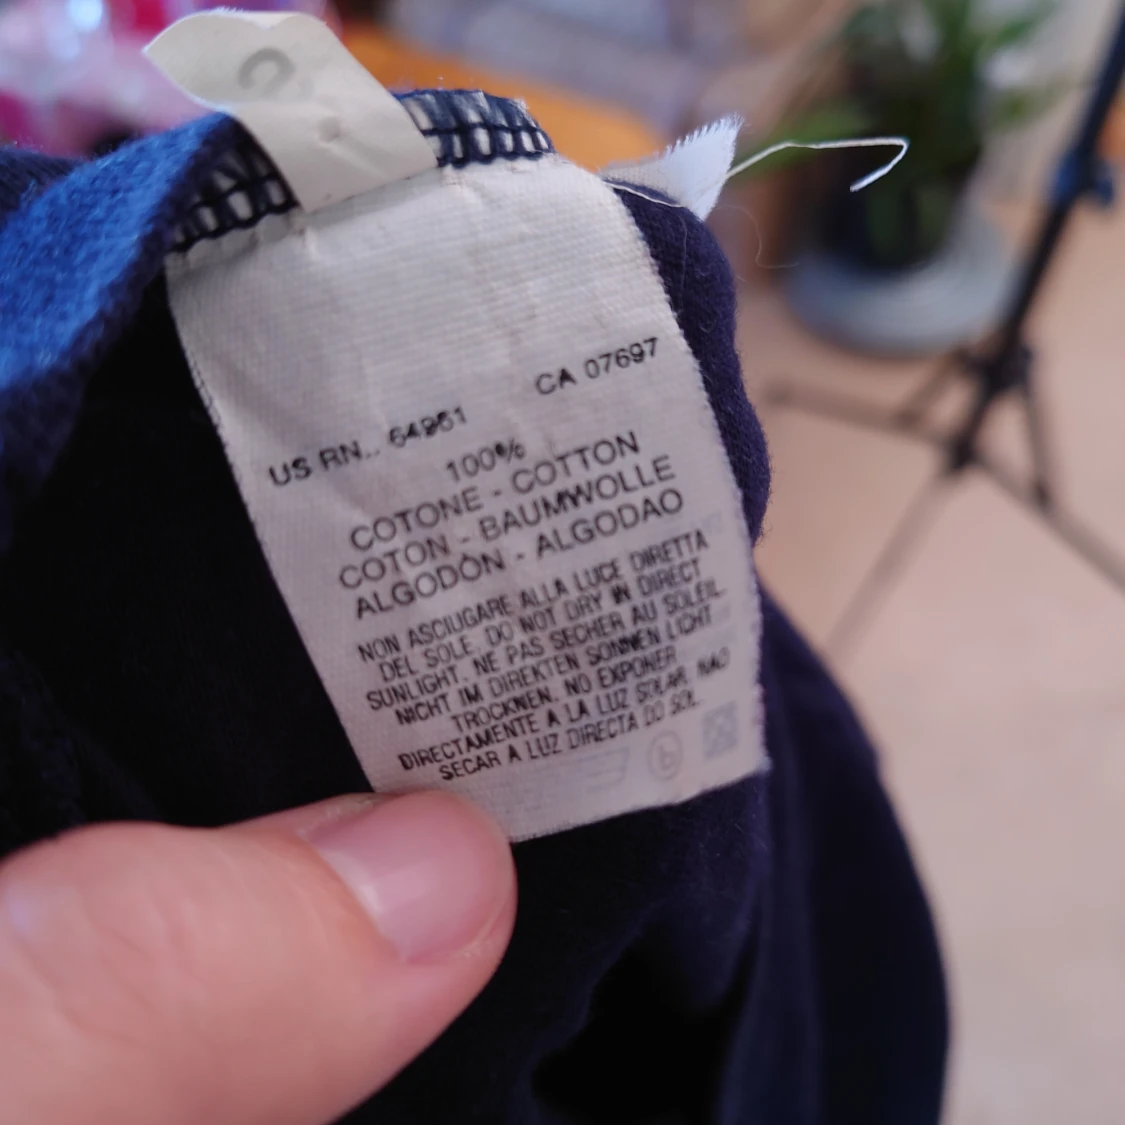 CA 07697
US RN.. 64961
100%
COTONE - COTTON
COTON - BAUMWOLLE
ALGODÓN - ALGODAO
NON ASCIUGARE ALLA LUCE DIRETTA
DEL SOLE. DO NOT DRY IN DIRECT
SUNLIGHT. NE PAS SECHER AU SOLEIL.
NICHT IM DIREKTEN SONNEN LICHT
TROCKNEN. NO EXPONER
DIRECTAMENTE A LA LUZ SOLAR. NAO
SECAR A LUZ DIRECTA DO SOL.